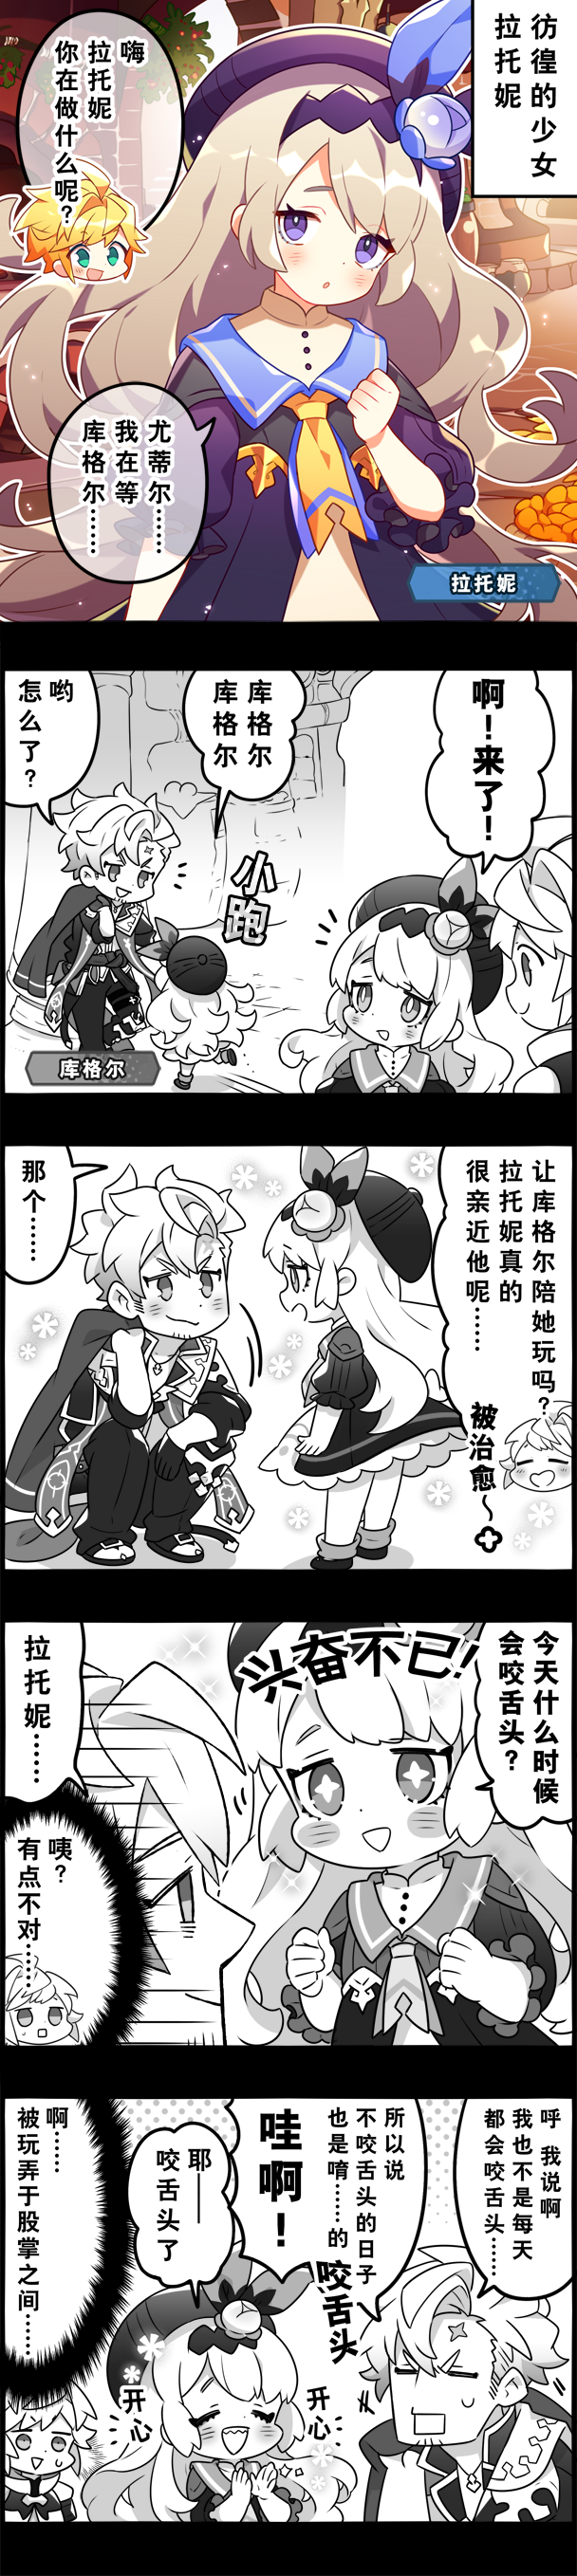 彷徨的少女
拉托妮
嗨
拉托妮
你在做什么呢？
尤蒂尔……
我在等
库格尔……
拉托妮
啊！来了！
库格尔
库格尔
小跑
哟
怎么了？
库格尔
让库格尔陪她玩吗？
拉托妮真的
很亲近他呢……
被治愈～
那个……
今天什么时候
会咬舌头？
兴奋不已！
拉托妮……
咦？
有点不对……
呼 我说啊
我也不是每天
都会咬舌头……
所以说
不咬舌头的日子
也是唷……的
咬舌头
哇啊！
耶——
咬舌头了
开心
开心
啊……
被玩弄于股掌之间……